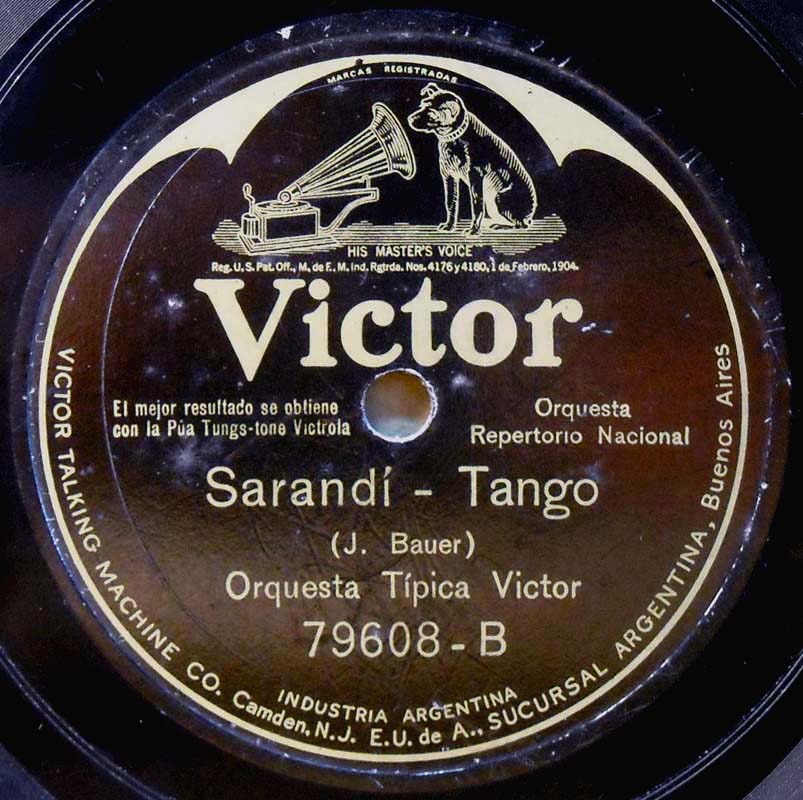 MARCAS REGISTRADAS
HIS MASTER'S VOICE
Reg. U.S. Pat. Off., M. de F., M. Ind. Rgtrda. Nos. 4176 y 4180, 1 de Febrero, 1904.
Victor
El mejor resultado se obtiene
con la Púa Tungs-tone Victrola
Orquesta
Repertorio Nacional
Sarandí - Tango
(J. Bauer)
Orquesta Típica Victor
79608-B
INDUSTRIA ARGENTINA
VICTOR TALKING MACHINE CO. Camden, N.J. E.U. de A., SUCURSAL ARGENTINA, Buenos Aires